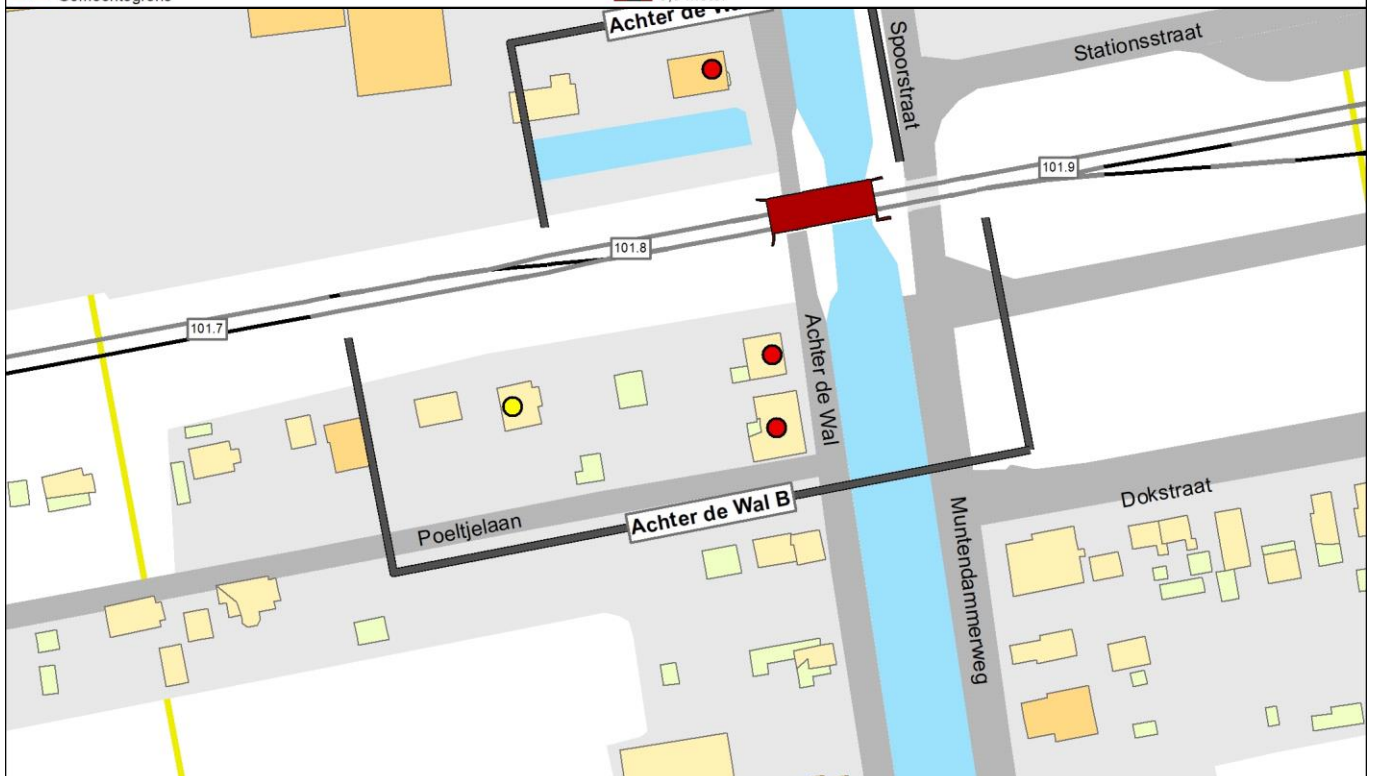 Achter de
Spoorstraat
Stationsstraat
101.9
101.8
101.7
Achter de Wal
Achter de Wal B
Poeltjelaan
Dokstraat
Muntendammerweg